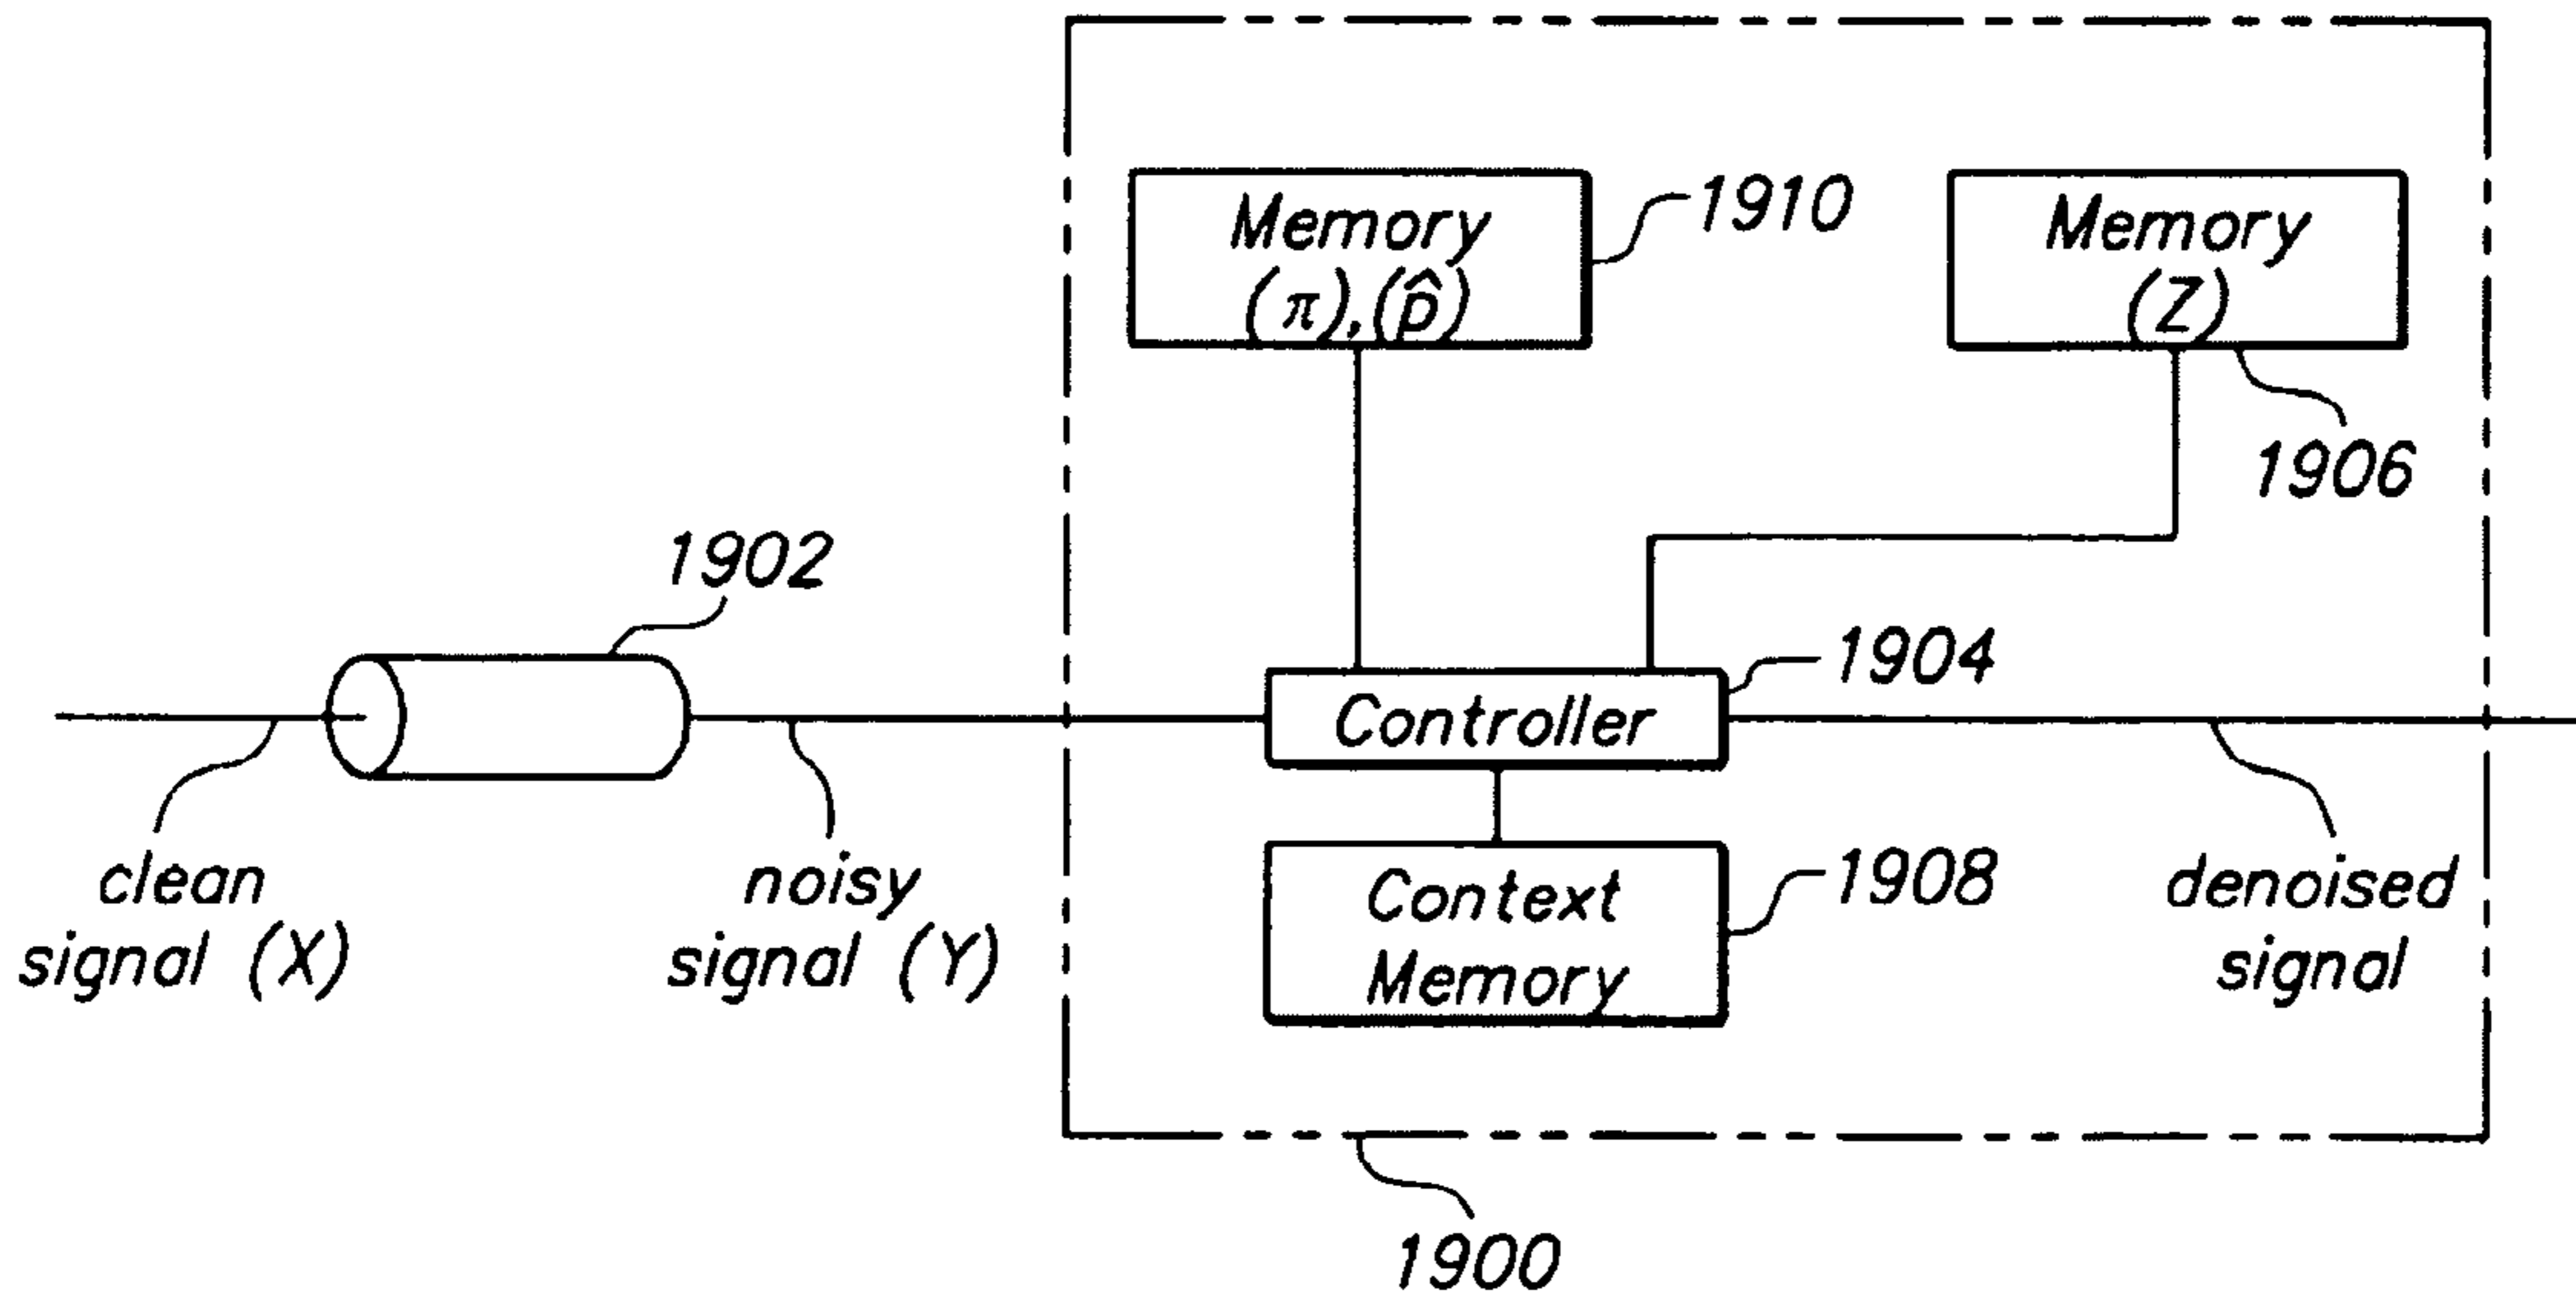 Memory
(π),(p̂)
1910
Memory
(Z)
1906
1902
1904
Controller
clean
signal (X)
noisy
signal (Y)
Context
Memory
1908
denoised
signal
1900